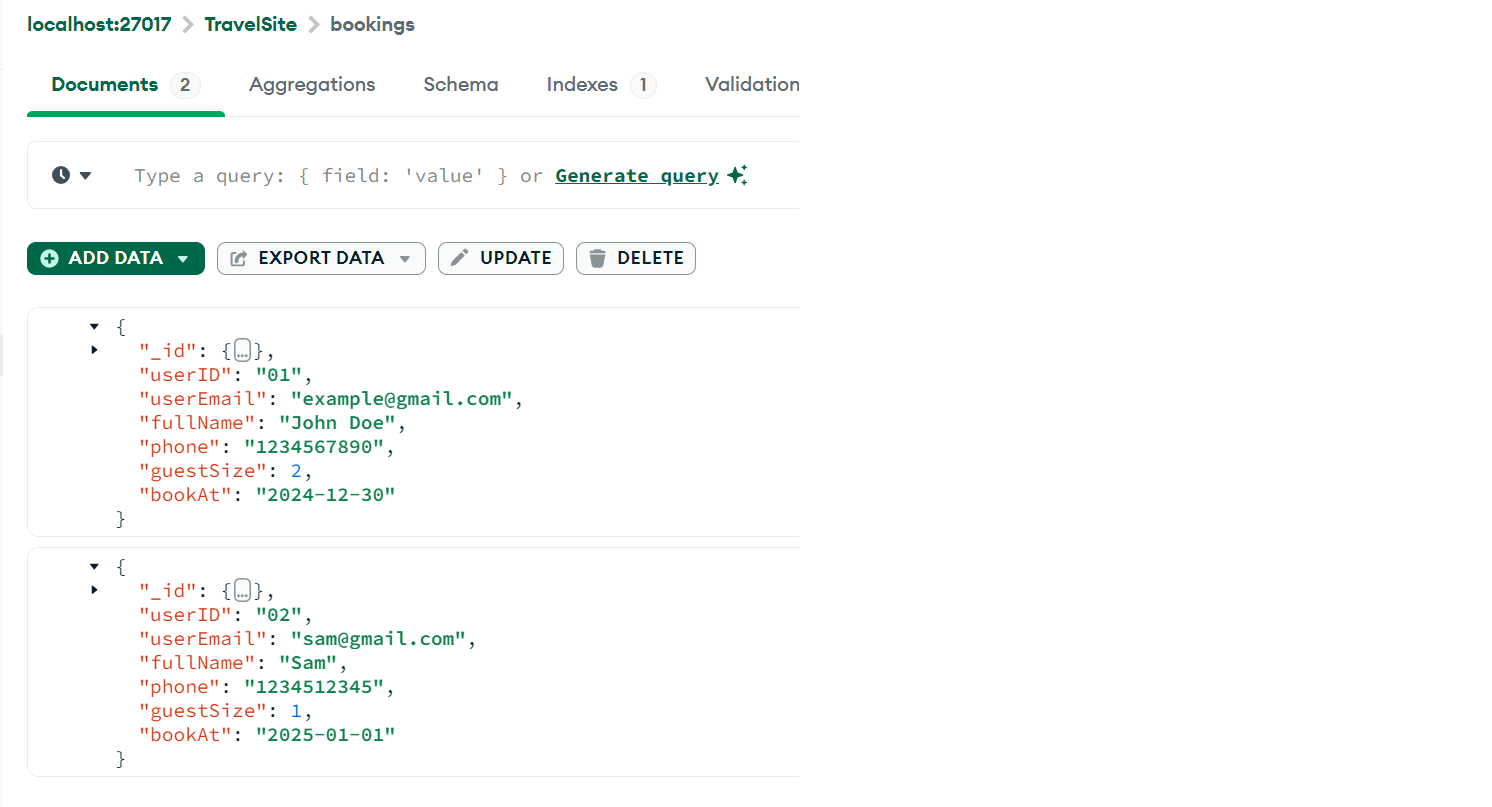 localhost:27017 > TravelSite > bookings
Documents 2 Aggregations Schema Indexes 1 Validation
Type a query: { field: 'value' } or Generate query
ADD DATA EXPORT DATA UPDATE DELETE
{
"_id": {…},
"userID": "01",
"userEmail": "example@gmail.com",
"fullName": "John Doe",
"phone": "1234567890",
"guestSize": 2,
"bookAt": "2024-12-30"
}
{
"_id": {…},
"userID": "02",
"userEmail": "sam@gmail.com",
"fullName": "Sam",
"phone": "1234512345",
"guestSize": 1,
"bookAt": "2025-01-01"
}